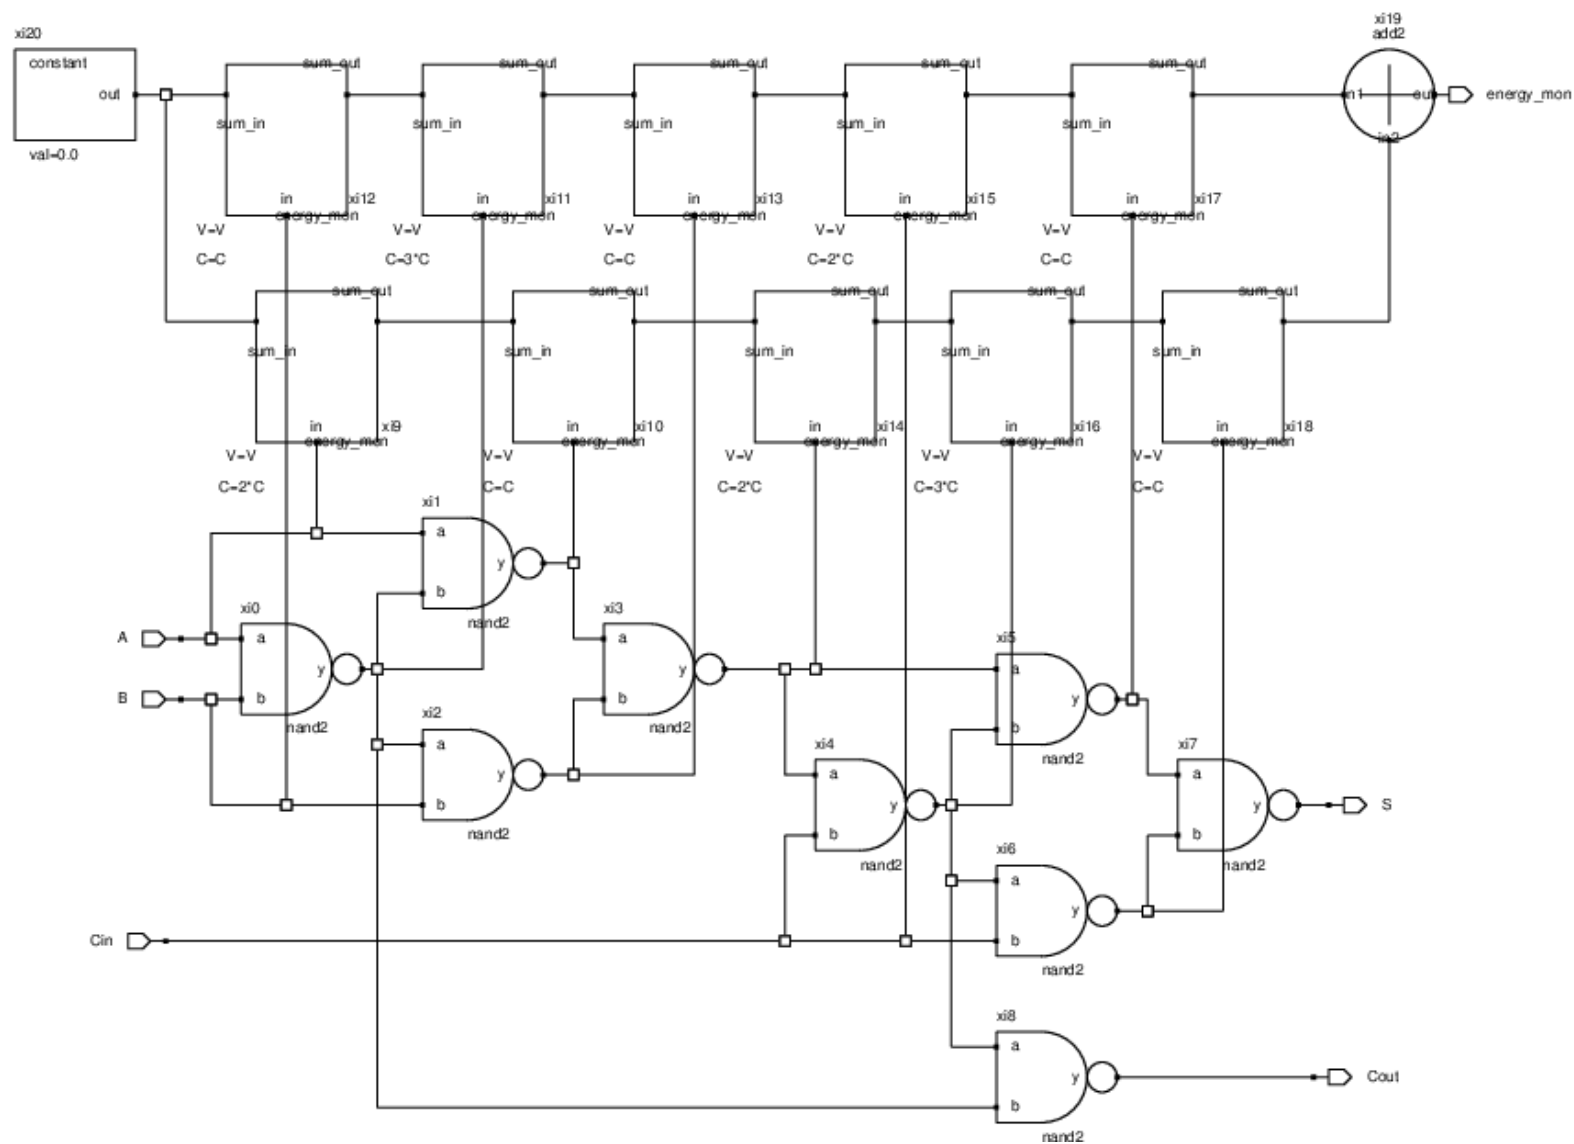 xi20
constant
out
val=0.0
sum_out
sum_in
in
xi12
energy_mon
V=V
C=C
sum_out
sum_in
in
xi11
energy_mon
V=V
C=3*C
sum_out
sum_in
in
xi13
energy_mon
V=V
C=C
sum_out
sum_in
in
xi15
energy_mon
V=V
C=2*C
sum_out
sum_in
in
xi17
energy_mon
V=V
C=C
xi19
add2
in1
out
in2
energy_mon
sum_out
sum_in
in
xi9
energy_mon
V=V
C=2*C
sum_out
sum_in
in
xi10
energy_mon
V=V
C=C
sum_out
sum_in
in
xi14
energy_mon
V=V
C=2*C
sum_out
sum_in
in
xi16
energy_mon
V=V
C=3*C
sum_out
sum_in
in
xi18
energy_mon
V=V
C=C
xi1
a
y
b
nand2
A
B
xi0
a
y
b
nand2
xi2
a
y
b
nand2
xi3
a
y
b
nand2
xi4
a
y
b
nand2
xi5
a
y
b
nand2
xi6
a
y
b
nand2
xi7
a
y
b
nand2
S
Cin
xi8
a
y
b
nand2
Cout